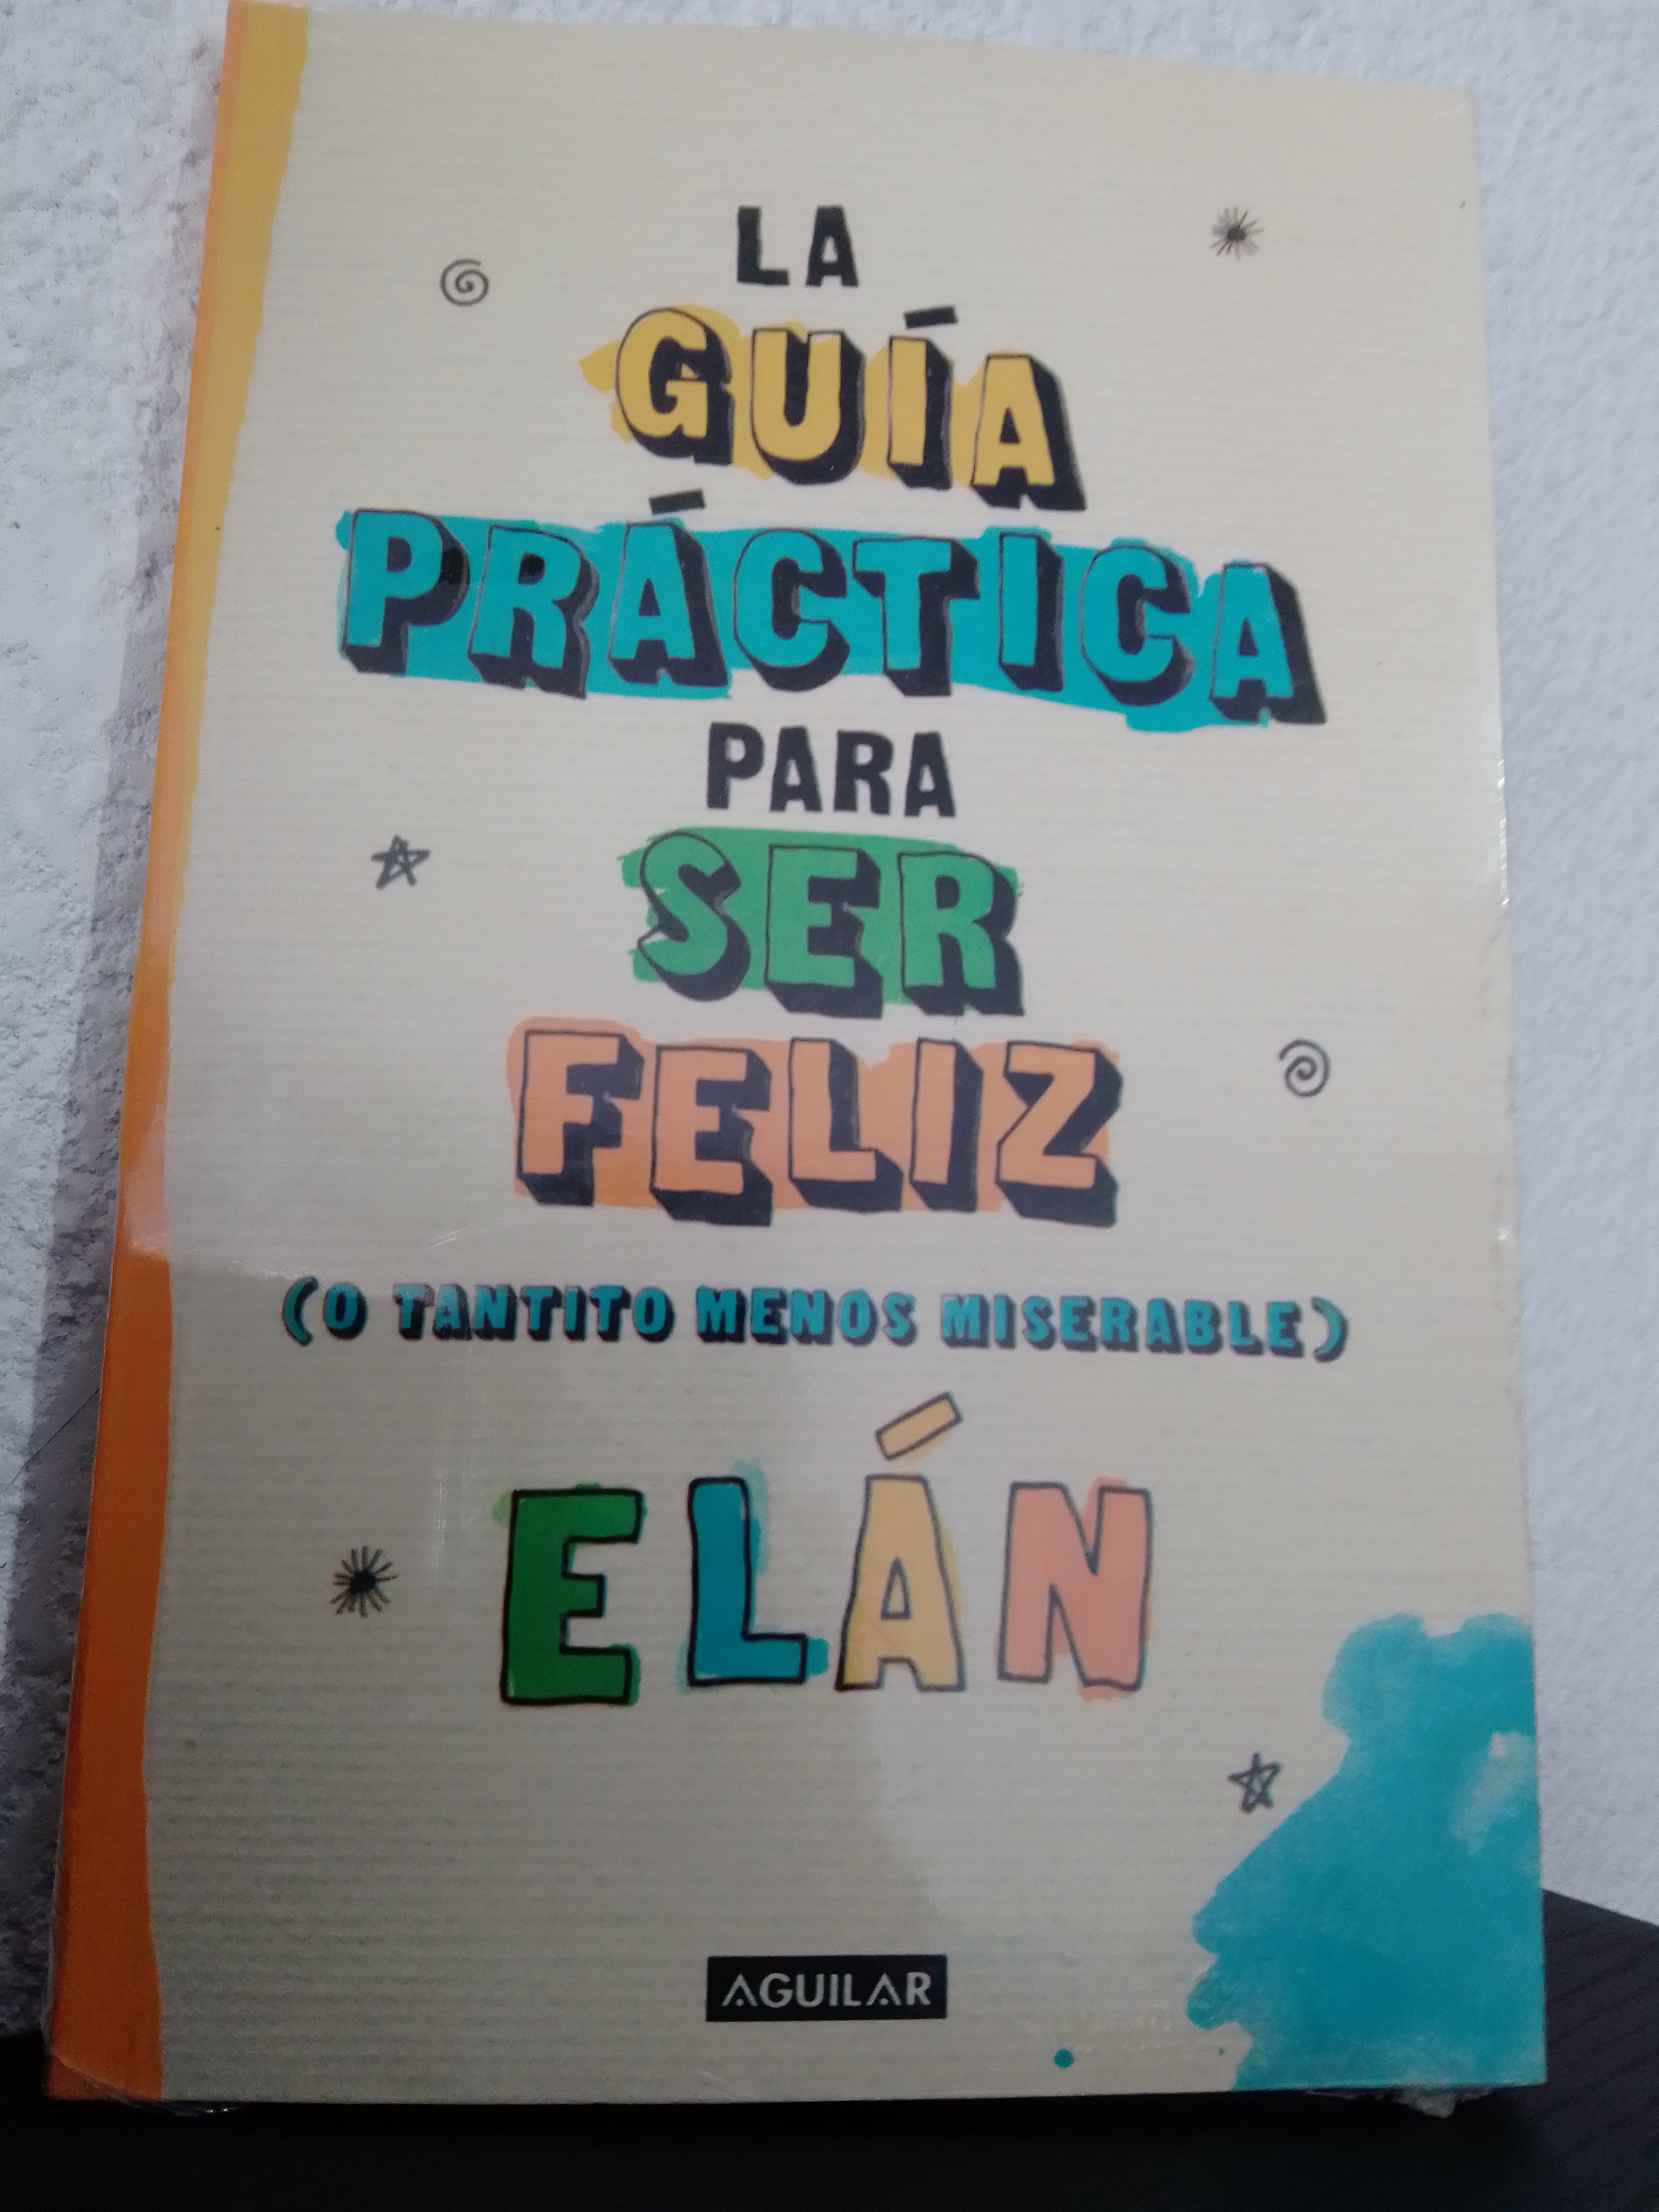 LA
GUÍA
PRÁCTICA
PARA
SER
FELIZ
(O TANTITO MENOS MISERABLE)
ELÁN
AGUILAR